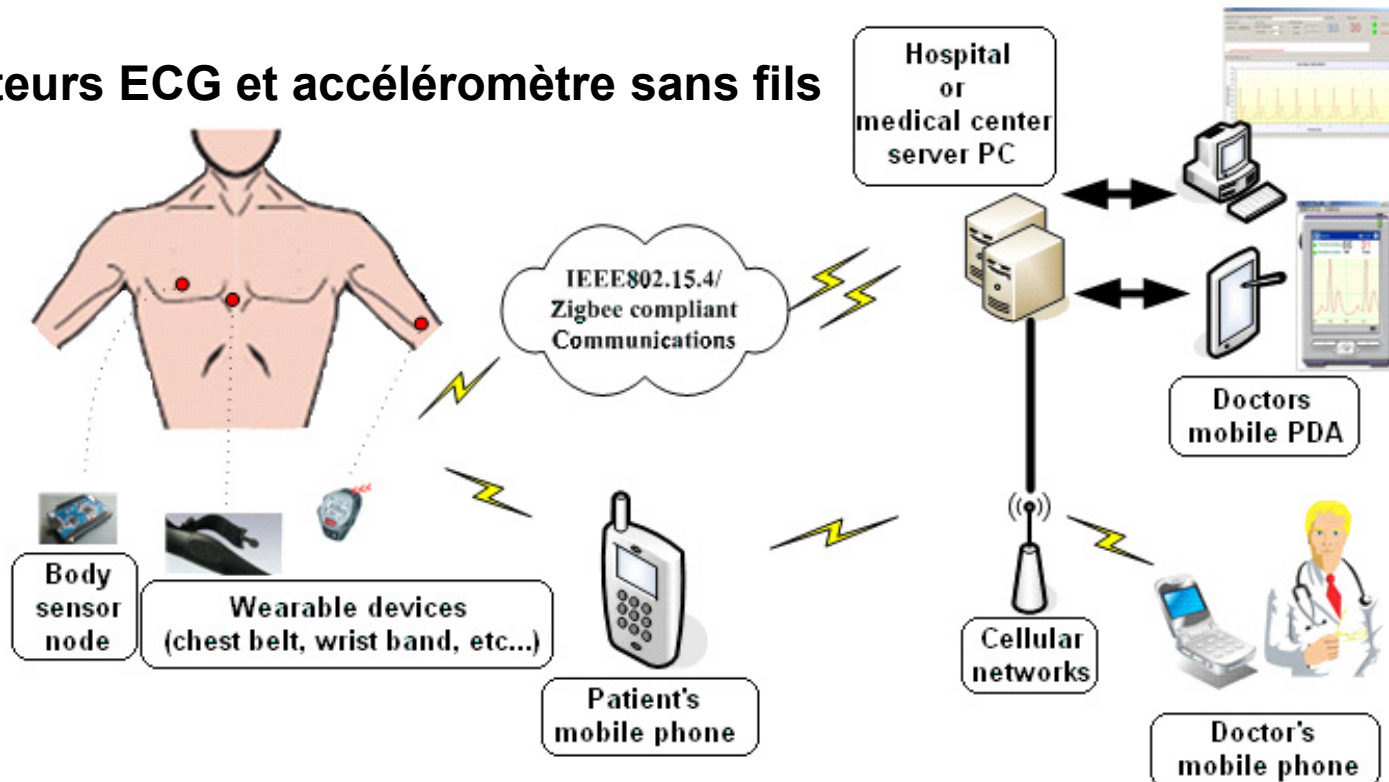 teurs ECG et accéléromètre sans fils
Hospital
or
medical center
server PC
IEEE802.15.4/
Zigbee compliant
Communications
Doctors
mobile PDA
Body
sensor
node
Wearable devices
(chest belt, wrist band, etc...)
Patient's
mobile phone
Cellular
networks
Doctor's
mobile phone